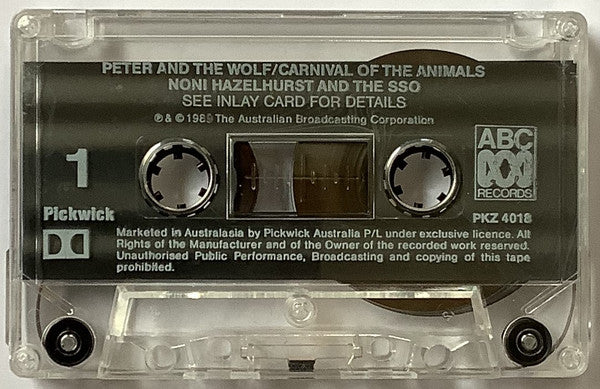 PETER AND THE WOLF/CARNIVAL OF THE ANIMALS
NONI HAZELHURST AND THE SSO
SEE INLAY CARD FOR DETAILS
℗ & © 1989 The Australian Broadcasting Corporation
1
ABC
RECORDS
Pickwick
PKZ 4018
Marketed in Australasia by Pickwick Australia P/L under exclusive licence. All
Rights of the Manufacturer and of the Owner of the recorded work reserved.
Unauthorised Public Performance, Broadcasting and copying of this tape
prohibited.